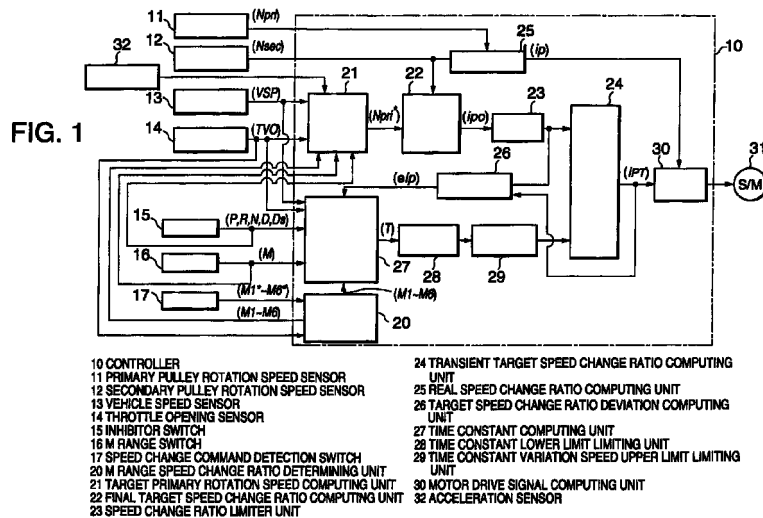 FIG. 1
11
(Npri)
12
(Nsec)
25
(ip)
10
32
21
22
23
24
13
(VSP)
(Npri*)
(ipo)
14
(TVO)
26
(eip)
(iPT)
30
31
S/M
15
(P,R,N,D,Ds)
(T)
16
(M)
27
28
29
17
(M1*~M6*)
(M1~M6)
(M1~M6)
20
10 CONTROLLER
11 PRIMARY PULLEY ROTATION SPEED SENSOR
12 SECONDARY PULLEY ROTATION SPEED SENSOR
13 VEHICLE SPEED SENSOR
14 THROTTLE OPENING SENSOR
15 INHIBITOR SWITCH
16 M RANGE SWITCH
17 SPEED CHANGE COMMAND DETECTION SWITCH
20 M RANGE SPEED CHANGE RATIO DETERMINING UNIT
21 TARGET PRIMARY ROTATION SPEED COMPUTING UNIT
22 FINAL TARGET SPEED CHANGE RATIO COMPUTING UNIT
23 SPEED CHANGE RATIO LIMITER UNIT
24 TRANSIENT TARGET SPEED CHANGE RATIO COMPUTING
UNIT
25 REAL SPEED CHANGE RATIO COMPUTING UNIT
26 TARGET SPEED CHANGE RATIO DEVIATION COMPUTING
UNIT
27 TIME CONSTANT COMPUTING UNIT
28 TIME CONSTANT LOWER LIMIT LIMITING UNIT
29 TIME CONSTANT VARIATION SPEED UPPER LIMIT LIMITING
UNIT
30 MOTOR DRIVE SIGNAL COMPUTING UNIT
32 ACCELERATION SENSOR